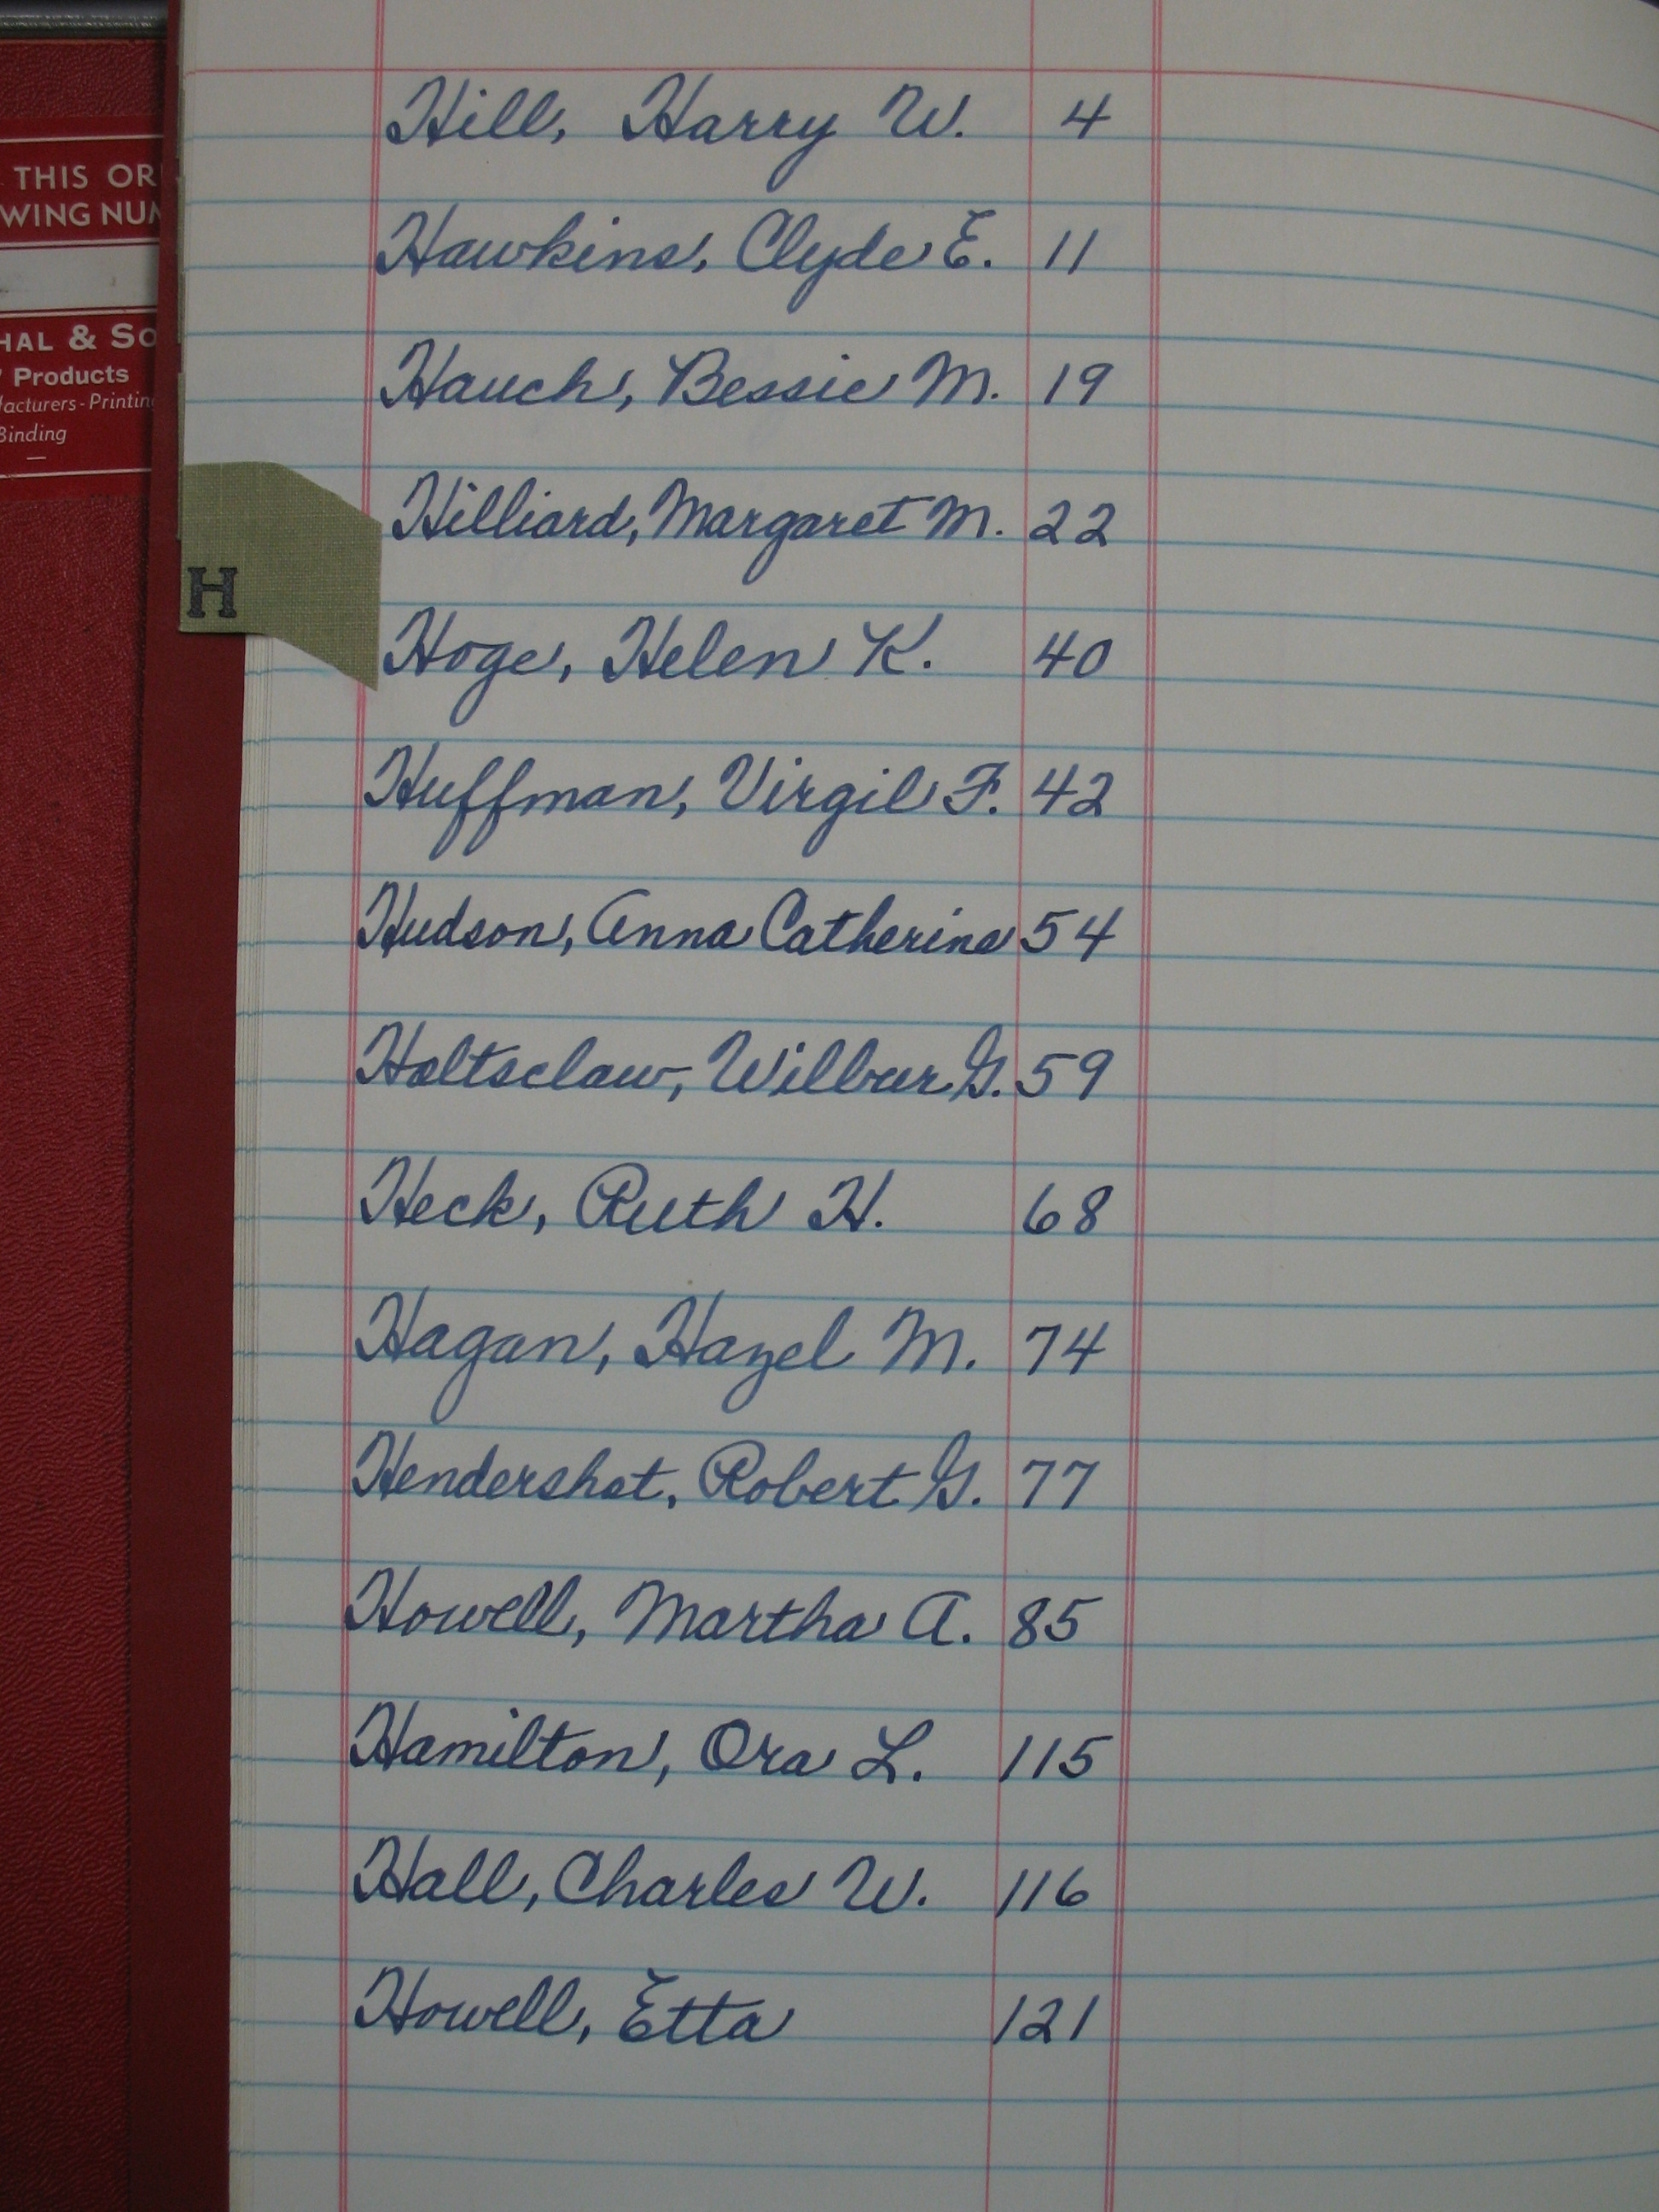 THIS OR
WING NUM
HAL & SO
Products
facturers - Printing
Binding
H
Hill, Harry W. 4
Hawkins, Clyde E. 11
Hauch, Bessie M. 19
Hilliard, Margaret M. 22
Hoge, Helen K. 40
Huffman, Virgil F. 42
Hudson, Anna Catherine 54
Holtsclaw, Wilbur G. 59
Heck, Ruth H. 68
Hagan, Hazel M. 74
Hendershot, Robert G. 77
Howell, Martha A. 85
Hamilton, Ora L. 115
Hall, Charles W. 116
Howell, Etta 121